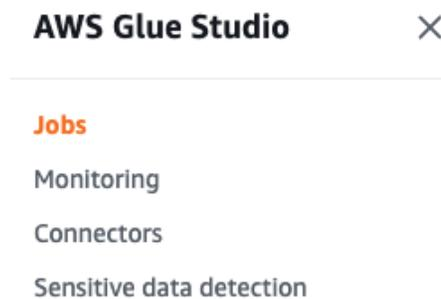 AWS Glue Studio
Jobs
Monitoring
Connectors
Sensitive data detection